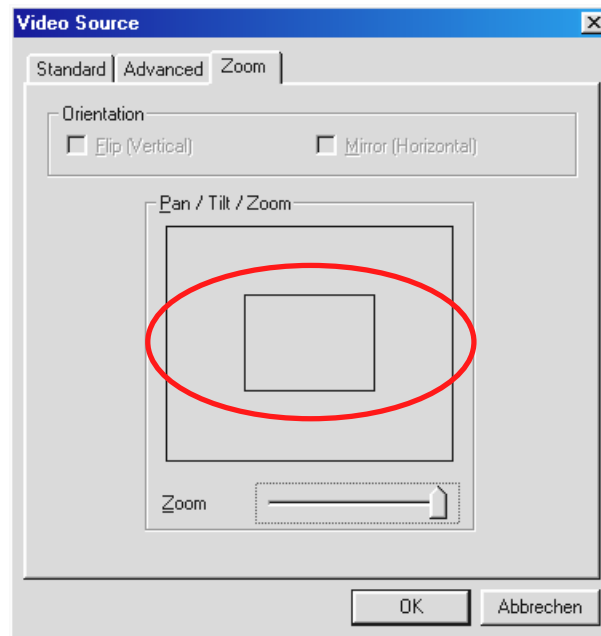 Video Source
Standard Advanced Zoom
Orientation
Flip (Vertical) Mirror (Horizontal)
Pan / Tilt / Zoom
Zoom
OK Abbrechen